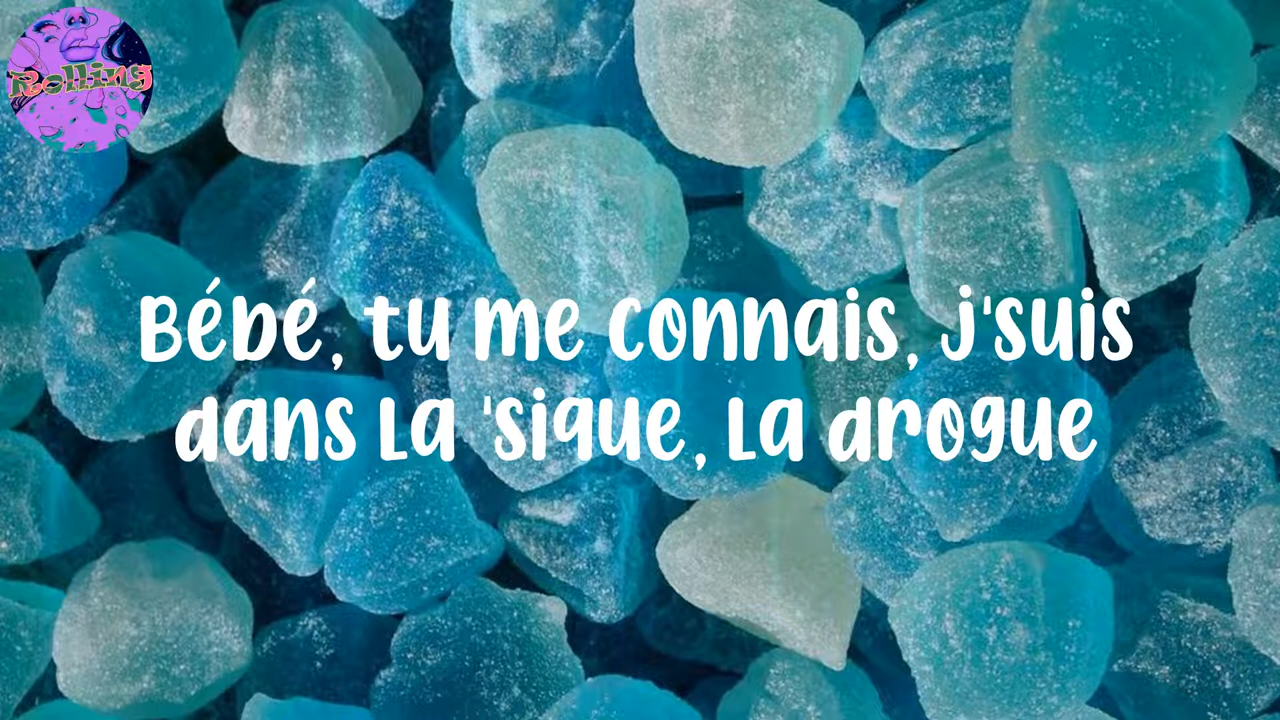 Rolling
Bébé, tu me connais, j'suis
dans la 'sique, la drogue